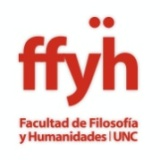 ffyh
Facultad de Filosofía
y Humanidades | UNC